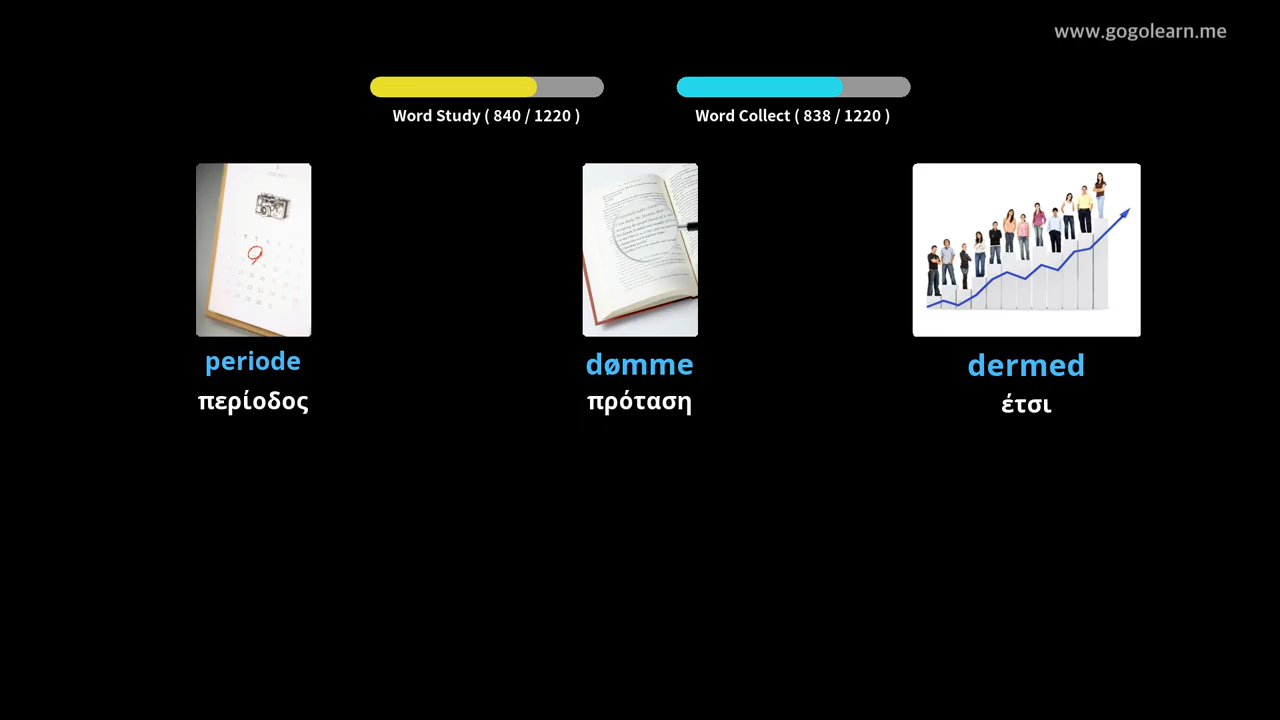 www.gogolearn.me
Word Study ( 840 / 1220 )
Word Collect ( 838 / 1220 )
periode
dømme
dermed
περίοδος
πρόταση
έτσι